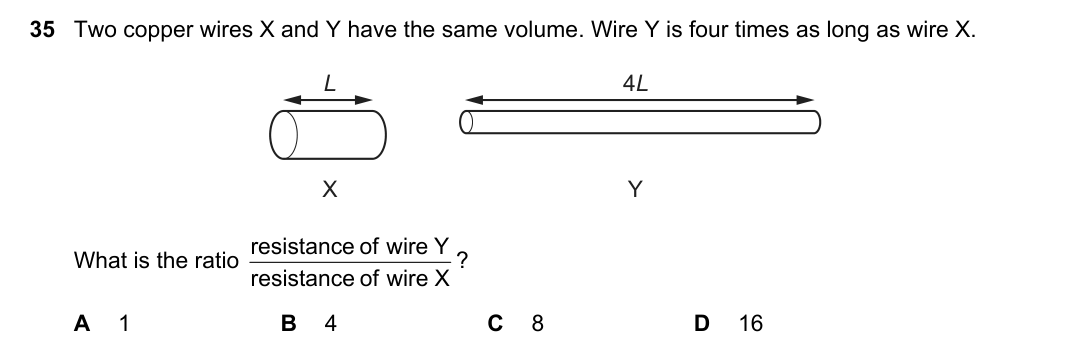 35 Two copper wires X and Y have the same volume. Wire Y is four times as long as wire X.
L 4L
X Y
What is the ratio resistance of wire Y / resistance of wire X ?
A 1 B 4 C 8 D 16